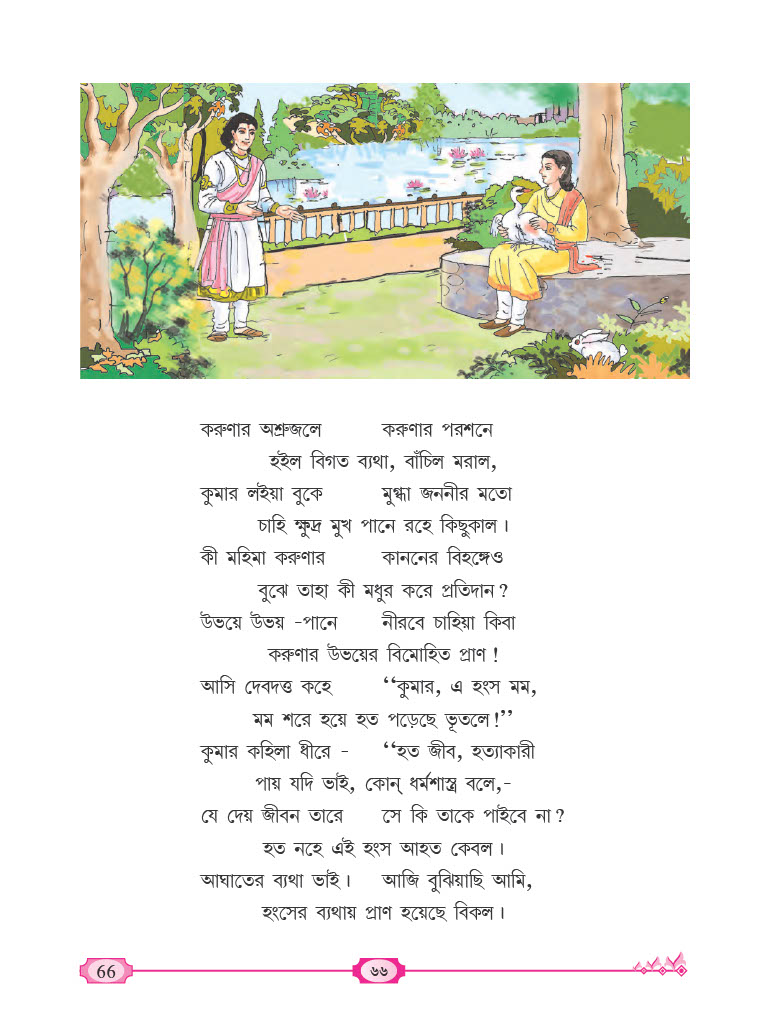 করুণার অশ্রুজলে করুণার পরশনে
হইল বিগত ব্যথা, বাঁচিল মরাল,
কুমার লইয়া বুকে মুগ্ধা জননীর মতো
চাহি ক্ষুদ্র মুখ পানে রহে কিছুকাল।
কী মহিমা করুণার কাননের বিহঙ্গেও
বুঝে তাহা কী মধুর করে প্রতিদান?
উভয়ে উভয় -পানে নীরবে চাহিয়া কিবা
করুণার উভয়ের বিমোহিত প্রাণ!
আসি দেবদত্ত কহে ‘‘কুমার, এ হংস মম,
মম শরে হয়ে হত পড়েছে ভূতলে!’’
কুমার কহিলা ধীরে - ‘‘হত জীব, হত্যাকারী
পায় যদি ভাই, কোন্ ধর্মশাস্ত্র বলে,-
যে দেয় জীবন তারে সে কি তাকে পাইবে না?
হত নহে এই হংস আহত কেবল।
আঘাতের ব্যথা ভাই। আজি বুঝিয়াছি আমি,
হংসের ব্যথায় প্রাণ হয়েছে বিকল।
66 ৬৬